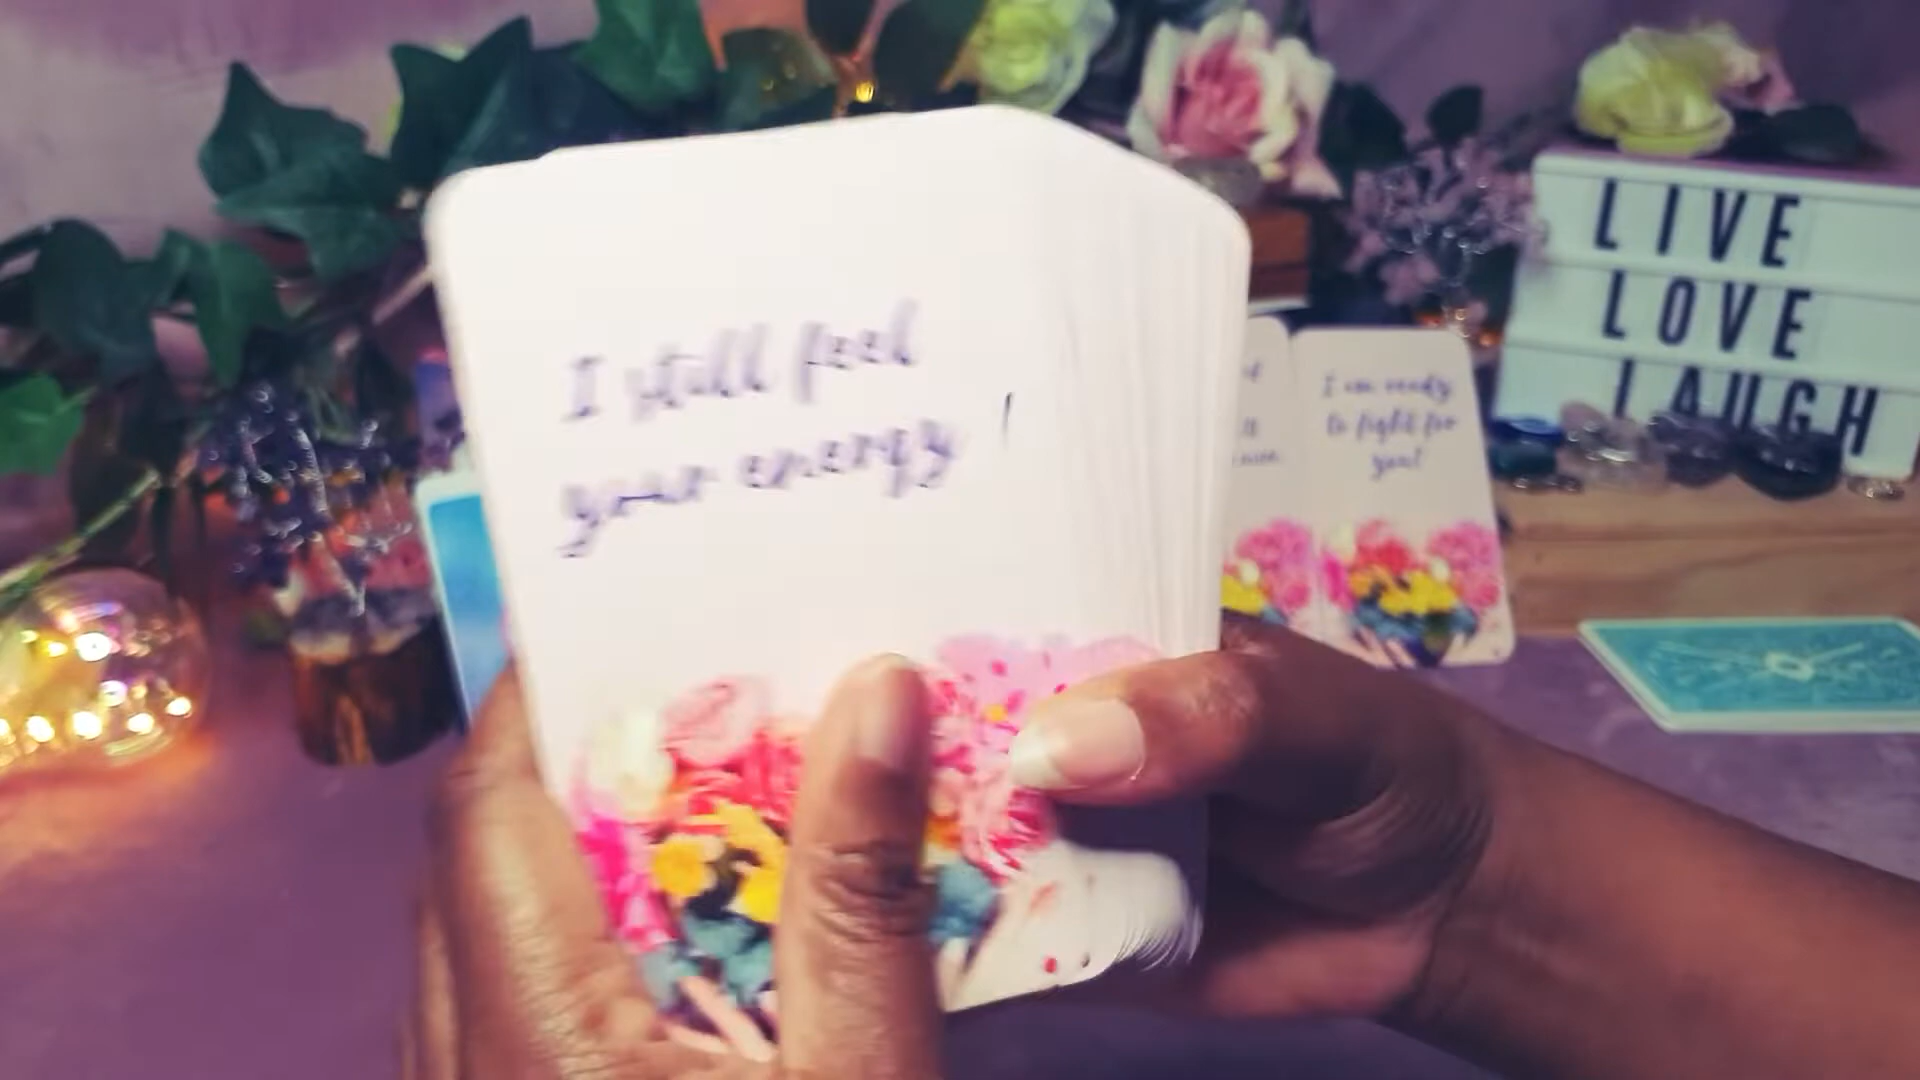 I still feel
your energy
I am ready
to fight for
you!
LIVE
LOVE
LAUGH